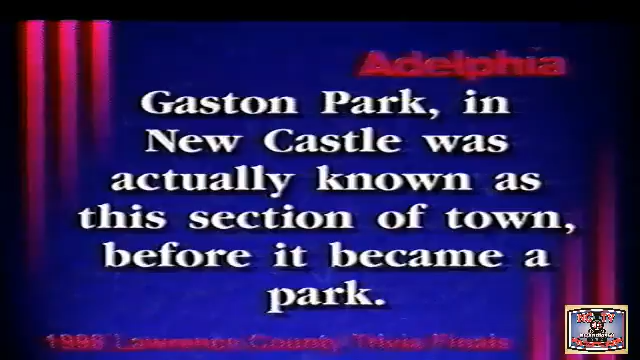 Adelphia
Gaston Park, in
New Castle was
actually known as
this section of town,
before it became a
park.
1998 Lawrence County Trivia Finals